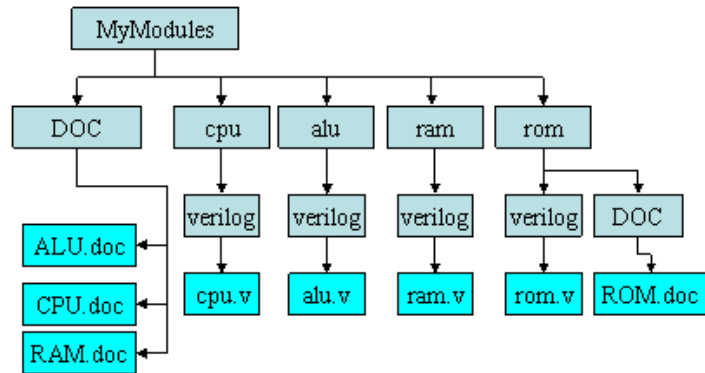 MyModules
DOC cpu alu ram rom
verilog verilog verilog verilog DOC
ALU.doc
cpu.v alu.v ram.v rom.v ROM.doc
CPU.doc
RAM.doc